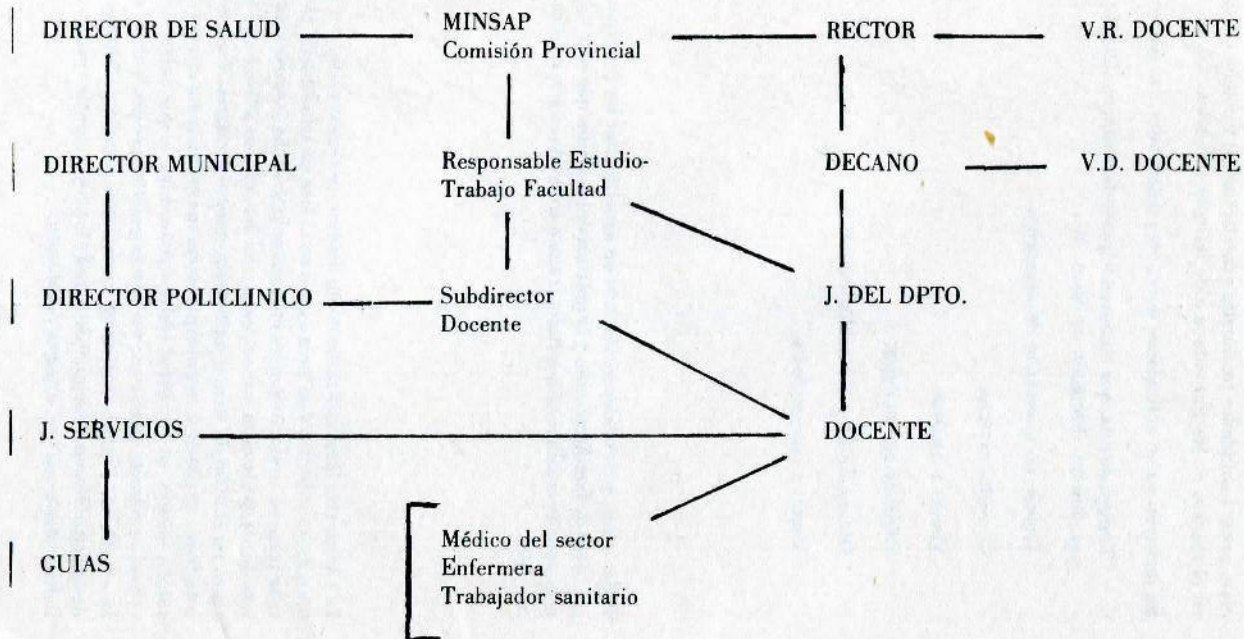 DIRECTOR DE SALUD
MINSAP
Comisión Provincial
RECTOR
V.R. DOCENTE
DIRECTOR MUNICIPAL
Responsable Estudio-
Trabajo Facultad
DECANO
V.D. DOCENTE
DIRECTOR POLICLINICO
Subdirector
Docente
J. DEL DPTO.
J. SERVICIOS
DOCENTE
GUIAS
Médico del sector
Enfermera
Trabajador sanitario